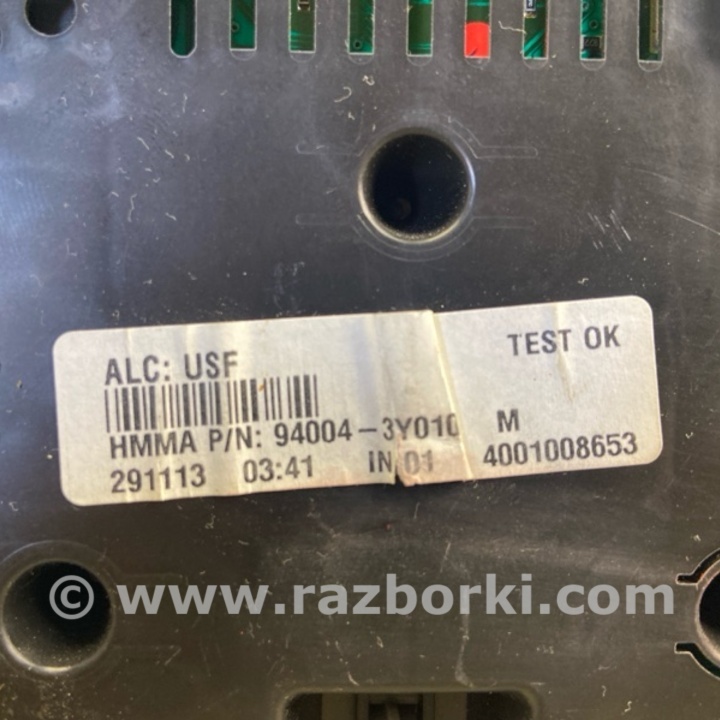 ALC: USF
TEST OK
HMMA P/N: 94004-3Y010 M
291113 03:41 IN 01 4001008653
© www.razborki.com